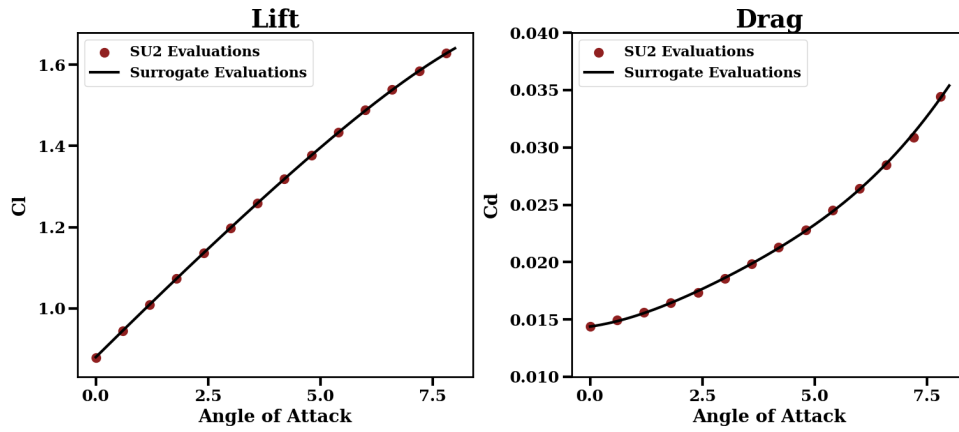 Lift
SU2 Evaluations
Surrogate Evaluations
1.6
1.4
1.2
1.0
Cl
0.0
2.5
5.0
7.5
Angle of Attack
Drag
SU2 Evaluations
Surrogate Evaluations
0.040
0.035
0.030
0.025
0.020
0.015
0.010
Cd
0.0
2.5
5.0
7.5
Angle of Attack